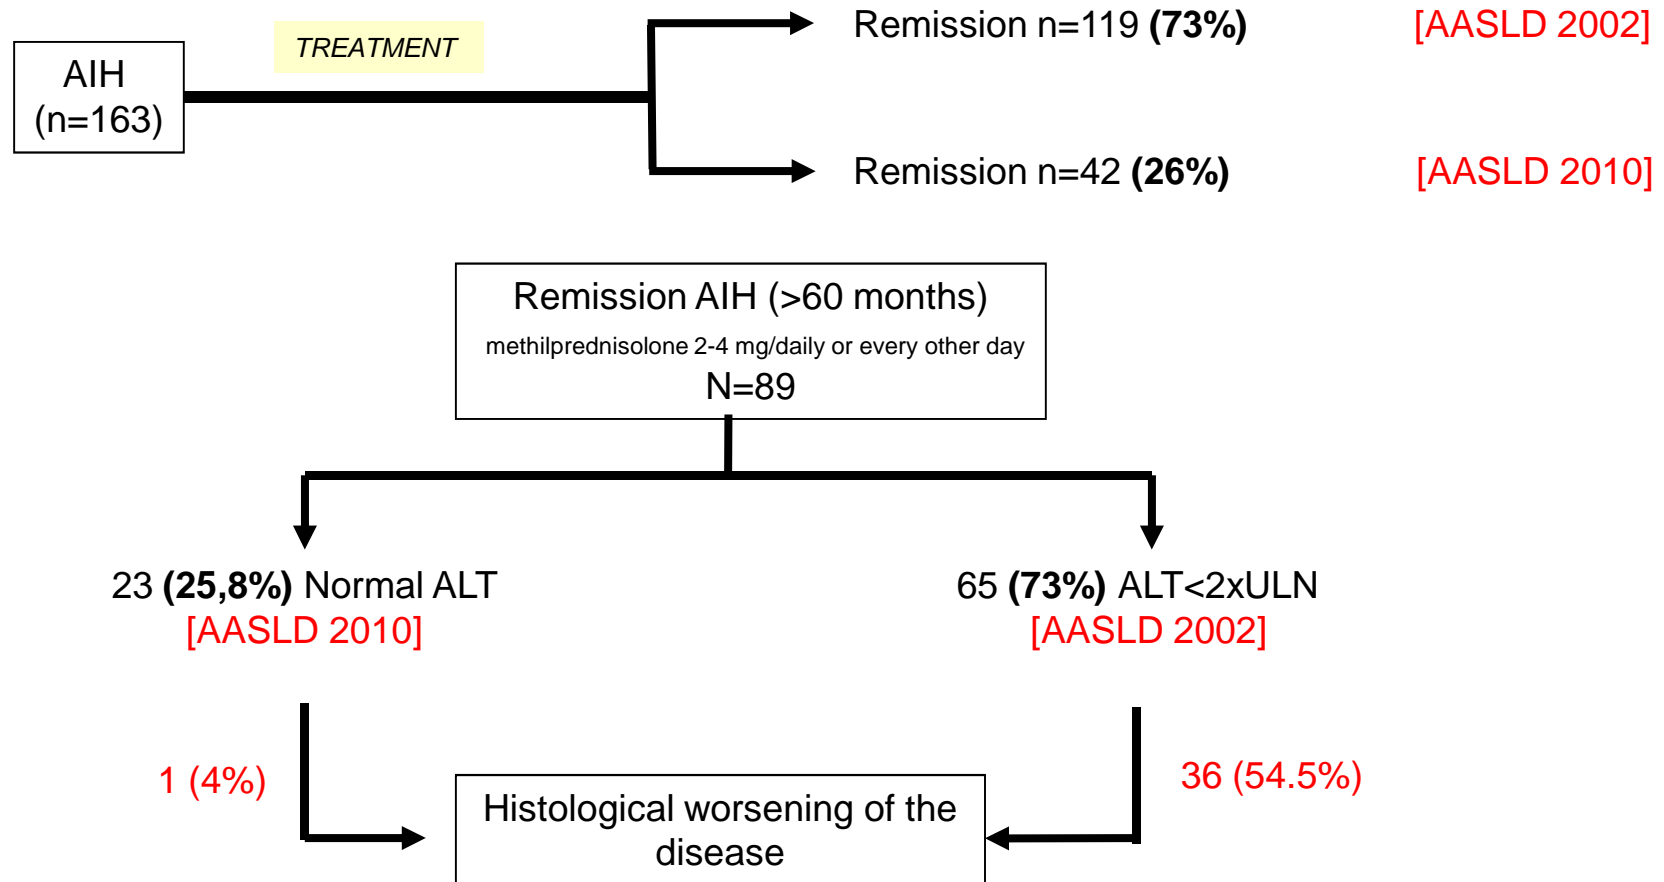 TREATMENT
Remission n=119 (73%) [AASLD 2002]
AIH
(n=163)
Remission n=42 (26%) [AASLD 2010]
Remission AIH (>60 months)
methilprednisolone 2-4 mg/daily or every other day
N=89
23 (25,8%) Normal ALT
[AASLD 2010]
65 (73%) ALT<2xULN
[AASLD 2002]
1 (4%)
36 (54.5%)
Histological worsening of the
disease